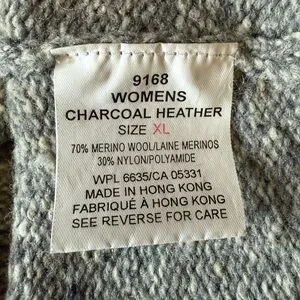 9168
WOMENS
CHARCOAL HEATHER
SIZE XL
70% MERINO WOOL/LAINE MERINOS
30% NYLON/POLYAMIDE
WPL 6635/CA 05331
MADE IN HONG KONG
FABRIQUÉ À HONG KONG
SEE REVERSE FOR CARE